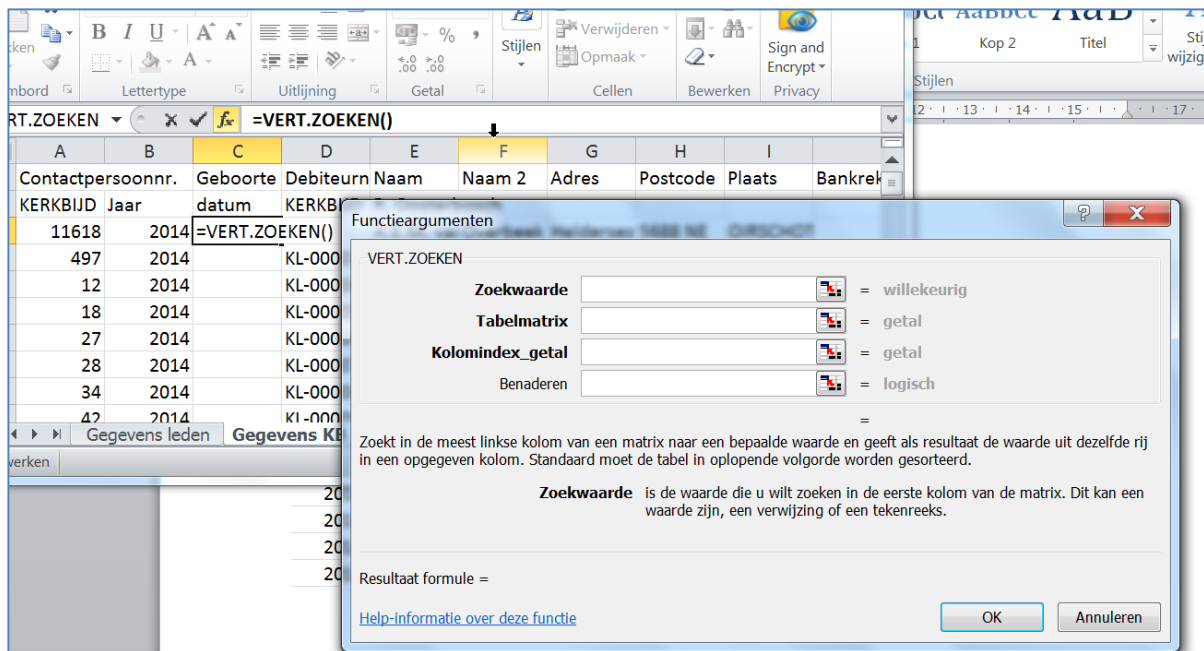 Verwijderen
Opmaak
Stijlen
Sign and
Encrypt
Kop 2
Titel
Lettertype
Uitlijning
Getal
Cellen
Bewerken
Privacy
Stijlen
=VERT.ZOEKEN()
A B C D E F G H I
Contactpersoonnr. Geboorte Debiteurn Naam Naam 2 Adres Postcode Plaats Bankrek
KERKBIJD Jaar datum
11618 2014 =VERT.ZOEKEN()
497 2014 KL-000
12 2014 KL-000
18 2014 KL-000
27 2014 KL-000
28 2014 KL-000
34 2014 KL-000
42 2014 KL-000
Gegevens leden Gegevens
Functieargumenten
VERT.ZOEKEN
Zoekwaarde = willekeurig
Tabelmatrix = getal
Kolomindex_getal = getal
Benaderen = logisch
=
Zoekt in de meest linkse kolom van een matrix naar een bepaalde waarde en geeft als resultaat de waarde uit dezelfde rij
in een opgegeven kolom. Standaard moet de tabel in oplopende volgorde worden gesorteerd.
Zoekwaarde is de waarde die u wilt zoeken in de eerste kolom van de matrix. Dit kan een
waarde zijn, een verwijzing of een tekenreeks.
Resultaat formule =
Help-informatie over deze functie
OK
Annuleren